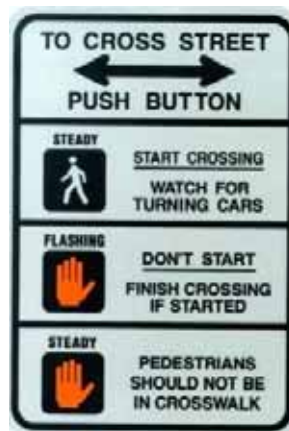 TO CROSS STREET
PUSH BUTTON
STEADY
START CROSSING
WATCH FOR
TURNING CARS
FLASHING
DON'T START
FINISH CROSSING
IF STARTED
STEADY
PEDESTRIANS
SHOULD NOT BE
IN CROSSWALK